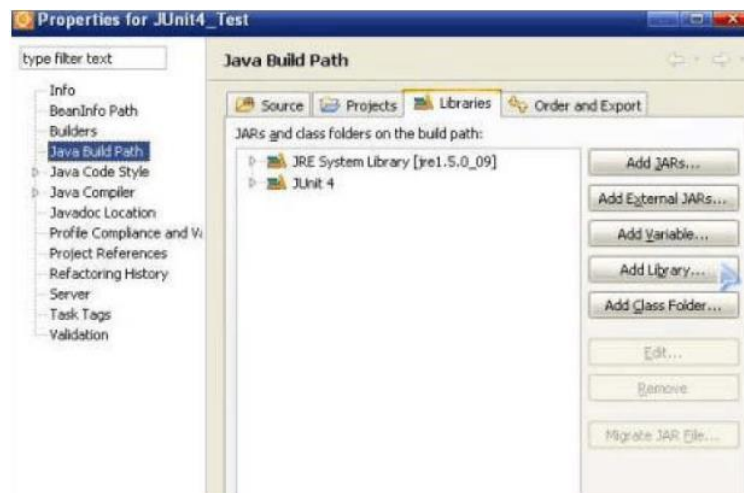 Properties for JUnit4_Test
type filter text
Info
BeanInfo Path
Builders
Java Build Path
Java Code Style
Java Compiler
Javadoc Location
Profile Compliance and
Project References
Refactoring History
Server
Task Tags
Validation
Java Build Path
Source Projects Libraries Order and Export
JARs and class folders on the build path:
JRE System Library [jre1.5.0_09]
JUnit 4
Add JARs...
Add External JARs...
Add Variable...
Add Library...
Add Class Folder...
Edit...
Remove
Migrate JAR File...